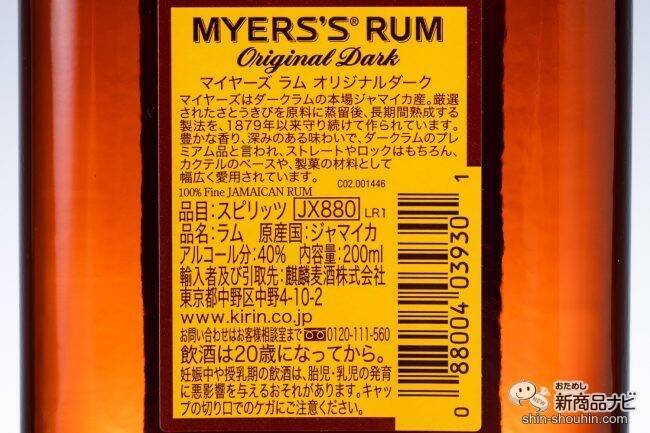 MYERS'S® RUM
Original Dark
マイヤーズ ラム オリジナルダーク
マイヤーズはダークラムの本場ジャマイカ産。厳選
されたさとうきびを原料に蒸留後、長期間熟成する
製法を、1879年以来守り続けて作られています。
豊かな香り、深みのある味わいで、ダークラムのプレ
ミアム品と言われ、ストレートやロックはもちろん、
カクテルのベースや、製菓の材料として
幅広く愛用されています。 C02.001446
100% Fine JAMAICAN RUM
品目:スピリッツ JX880 LR1
品名:ラム 原産国:ジャマイカ
アルコール分:40% 内容量:200ml
輸入者及び引取先:麒麟麦酒株式会社
東京都中野区中野4-10-2
www.kirin.co.jp
お問い合わせはお客様相談室まで 0120-111-560
飲酒は20歳になってから。
妊娠中や授乳期の飲酒は、胎児・乳児の発育
に悪影響を与えるおそれがあります。キャップ
の切り口でのケガにご注意ください。
0 88004 03930 1
おためし
NEW
新商品ナビ
shin-shouhin.com